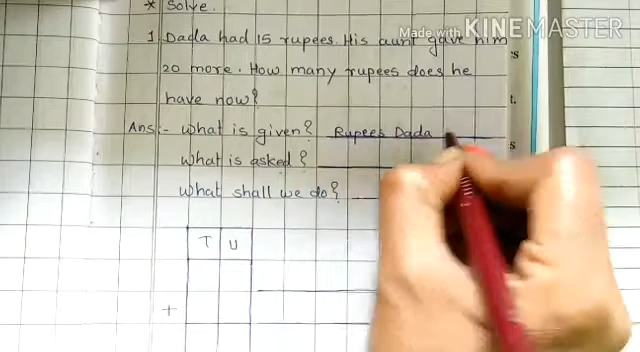 * Solve.
Made with KINEMASTER
1 Dada had 15 rupees. His aunt gave him
20 more. How many rupees does he
have now?
Ans:- What is given? Rupees Dada
What is asked?
What shall we do?
T U
+